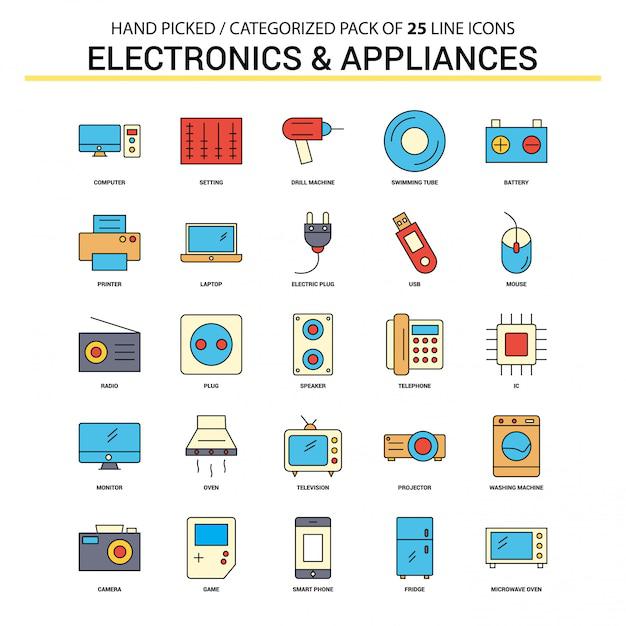 HAND PICKED / CATEGORIZED PACK OF 25 LINE ICONS
ELECTRONICS & APPLIANCES
COMPUTER SETTING DRILL MACHINE SWIMMING TUBE BATTERY
PRINTER LAPTOP ELECTRIC PLUG USB MOUSE
RADIO PLUG SPEAKER TELEPHONE IC
MONITOR OVEN TELEVISION PROJECTOR WASHING MACHINE
CAMERA GAME SMART PHONE FRIDGE MICROWAVE OVEN